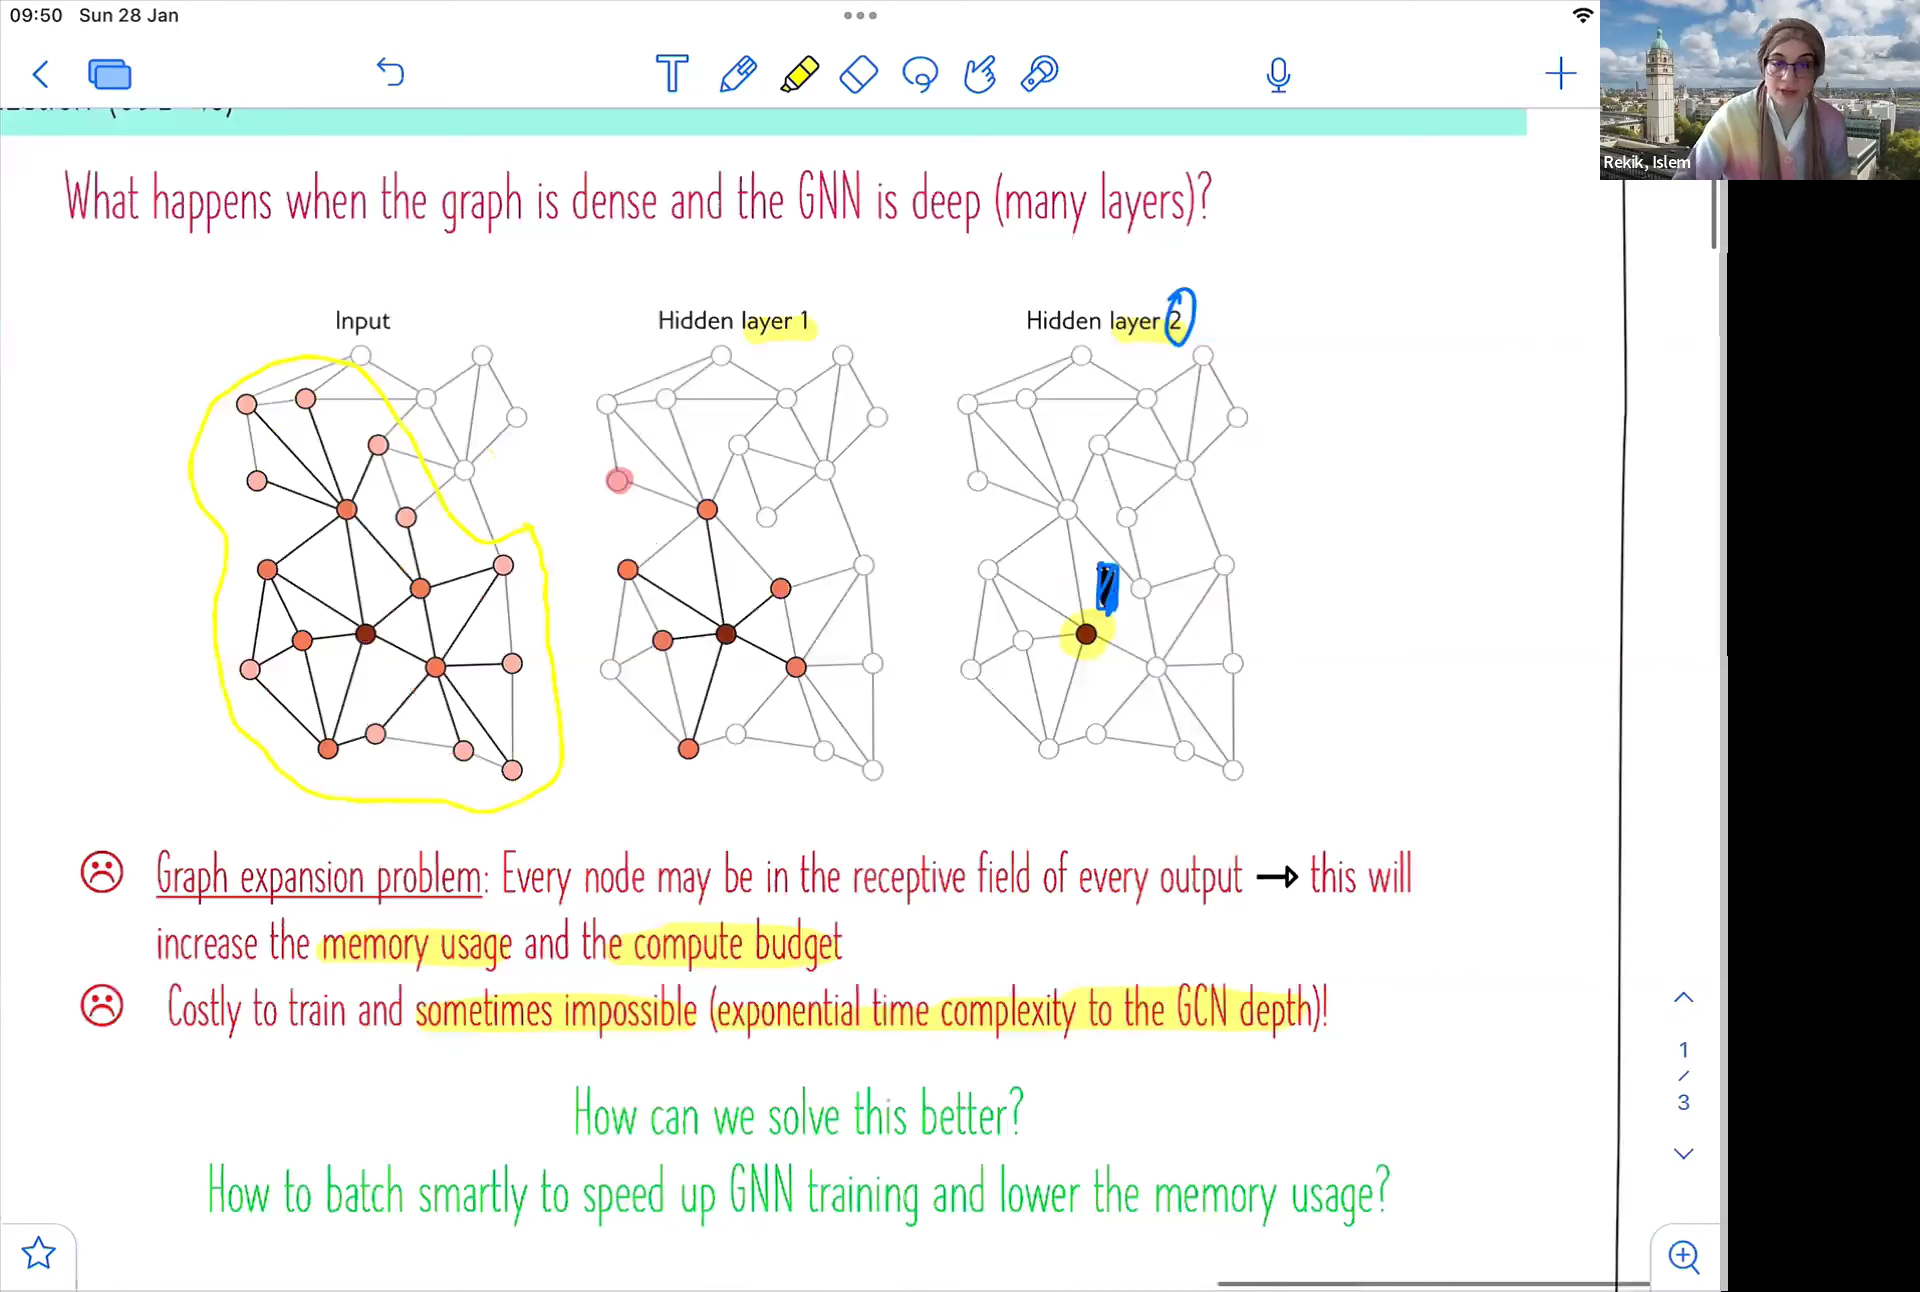 09:50 Sun 28 Jan
Rekik, Islem
What happens when the graph is dense and the GNN is deep (many layers)?
Input
Hidden layer 1
Hidden layer 2
Graph expansion problem: Every node may be in the receptive field of every output → this will
increase the memory usage and the compute budget
Costly to train and sometimes impossible (exponential time complexity to the GCN depth)!
How can we solve this better?
How to batch smartly to speed up GNN training and lower the memory usage?
1
/
3